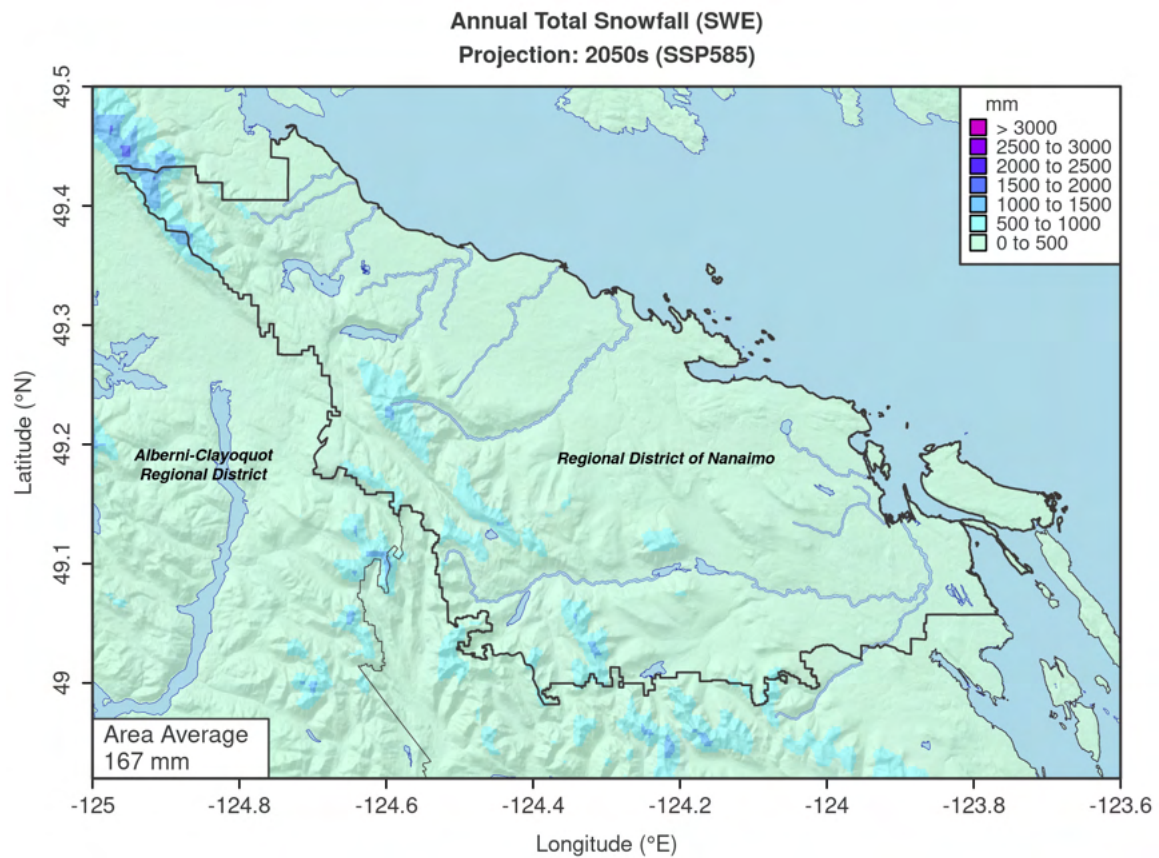 Annual Total Snowfall (SWE)
Projection: 2050s (SSP585)
49.5
49.4
49.3
49.2
49.1
49
Latitude (°N)
mm
> 3000
2500 to 3000
2000 to 2500
1500 to 2000
1000 to 1500
500 to 1000
0 to 500
Alberni-Clayoquot
Regional District
Regional District of Nanaimo
Area Average
167 mm
-125 -124.8 -124.6 -124.4 -124.2 -124 -123.8 -123.6
Longitude (°E)